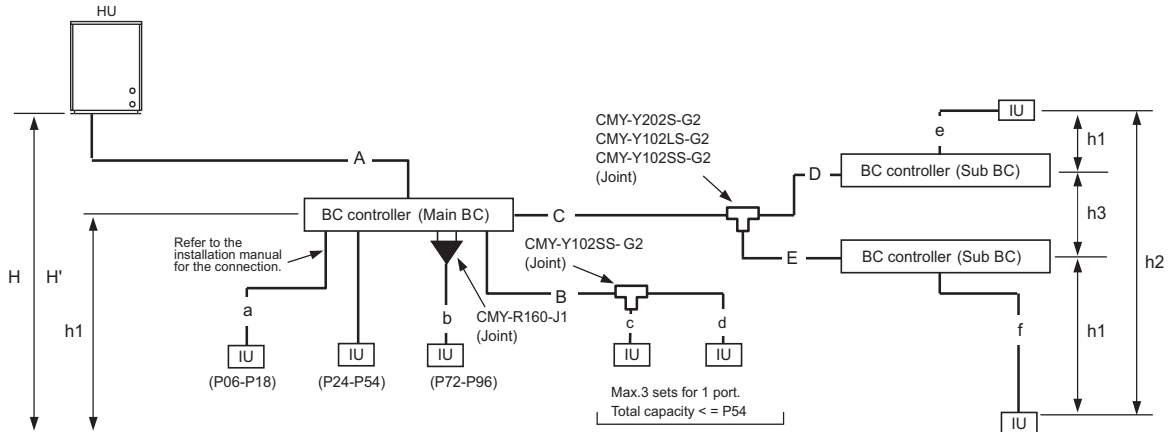 HU
CMY-Y202S-G2
CMY-Y102LS-G2
CMY-Y102SS-G2
(Joint)
IU
e
h1
A
D
BC controller (Sub BC)
BC controller (Main BC)
C
h3
Refer to the
installation manual
for the connection.
CMY-Y102SS- G2
(Joint)
E
BC controller (Sub BC)
h2
H
H'
h1
B
a
b
CMY-R160-J1
(Joint)
c
d
f
h1
IU
IU
IU
IU
IU
(P06-P18)
(P24-P54)
(P72-P96)
Max.3 sets for 1 port.
Total capacity < = P54
IU